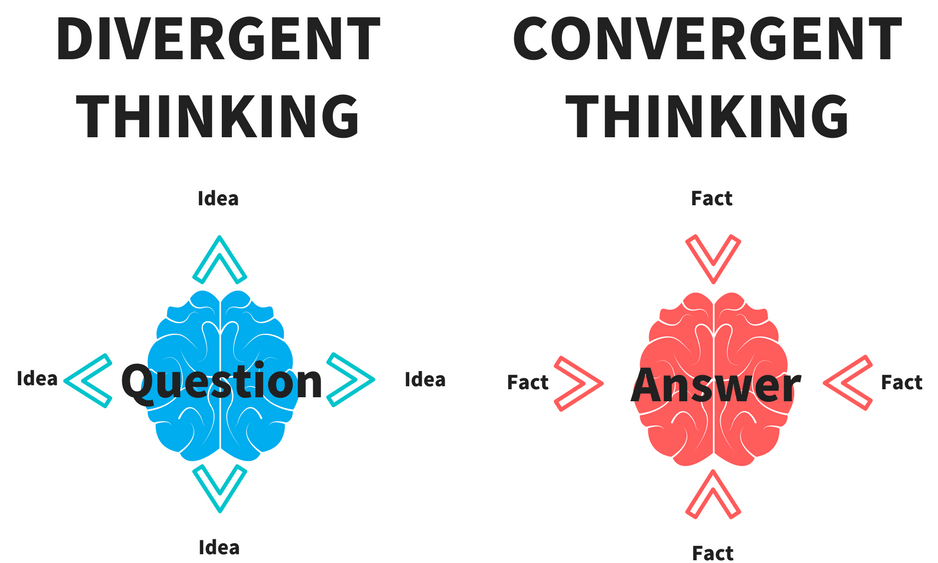 DIVERGENT
THINKING
Idea
Idea
Question
Idea
Idea
CONVERGENT
THINKING
Fact
Fact
Answer
Fact
Fact